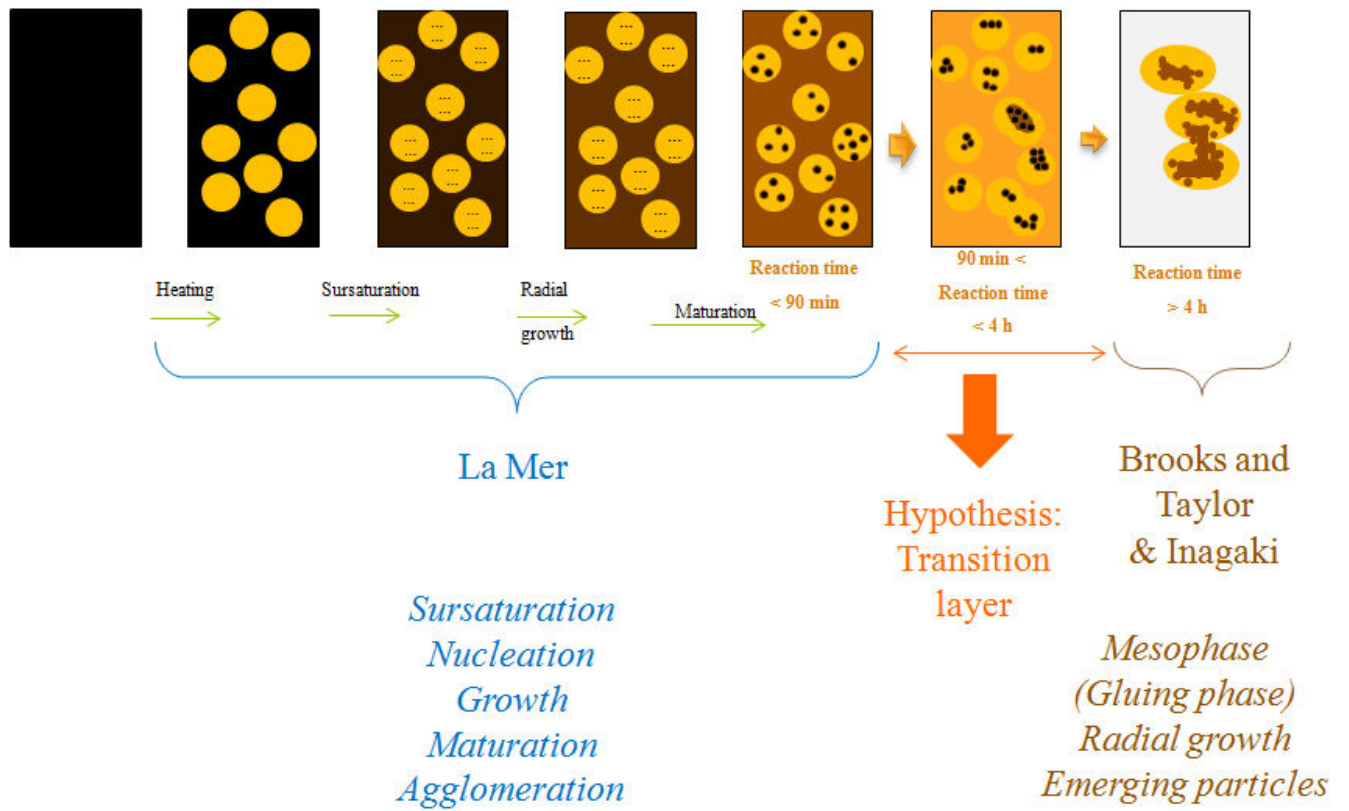 Heating
Sursaturation
Radial
growth
Maturation
Reaction time
< 90 min
90 min <
Reaction time
< 4 h
Reaction time
> 4 h
La Mer
Sursaturation
Nucleation
Growth
Maturation
Agglomeration
Hypothesis:
Transition
layer
Brooks and
Taylor
& Inagaki
Mesophase
(Gluing phase)
Radial growth
Emerging particles